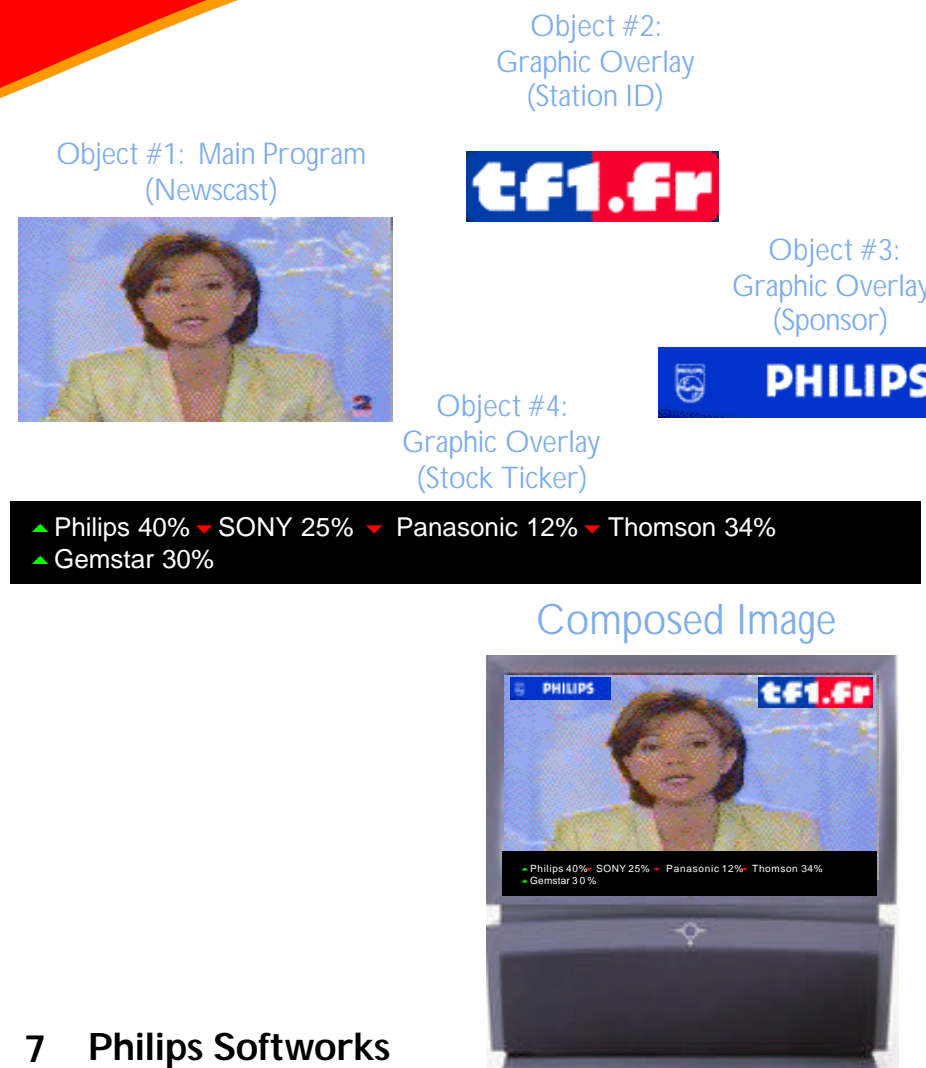 Object #2:
Graphic Overlay
(Station ID)
Object #1: Main Program
(Newscast)
tf1.fr
Object #3:
Graphic Overlay
(Sponsor)
PHILIPS
2
Object #4:
Graphic Overlay
(Stock Ticker)
Philips 40% SONY 25% Panasonic 12% Thomson 34%
Gemstar 30%
Composed Image
PHILIPS tf1.fr
Philips 40% SONY 25% Panasonic 12% Thomson 34%
Gemstar 30%
7 Philips Softworks